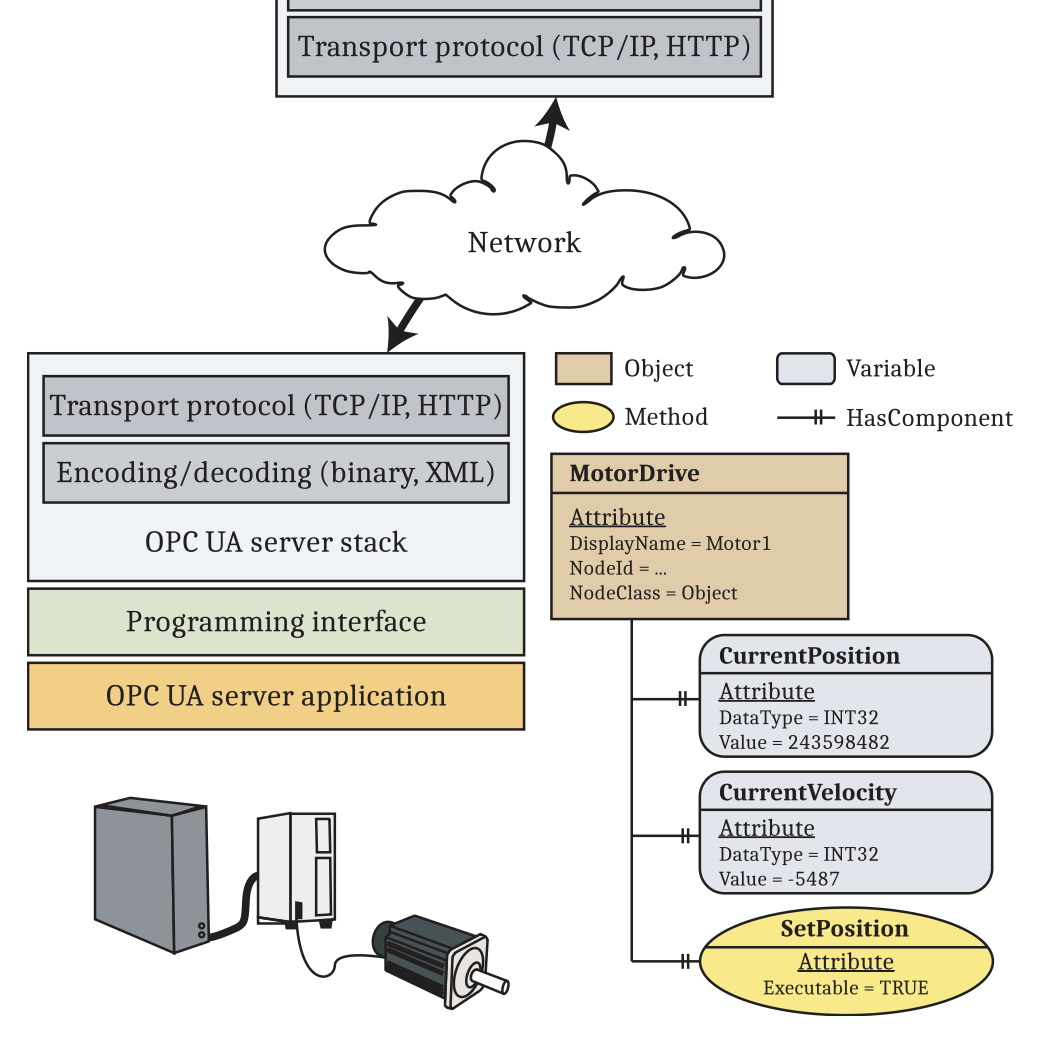 Transport protocol (TCP/IP, HTTP)
Network
Transport protocol (TCP/IP, HTTP)
Encoding/decoding (binary, XML)
OPC UA server stack
Programming interface
OPC UA server application
Object
Variable
Method
HasComponent
MotorDrive
Attribute
DisplayName = Motor1
NodeId = ...
NodeClass = Object
CurrentPosition
Attribute
DataType = INT32
Value = 243598482
CurrentVelocity
Attribute
DataType = INT32
Value = -5487
SetPosition
Attribute
Executable = TRUE